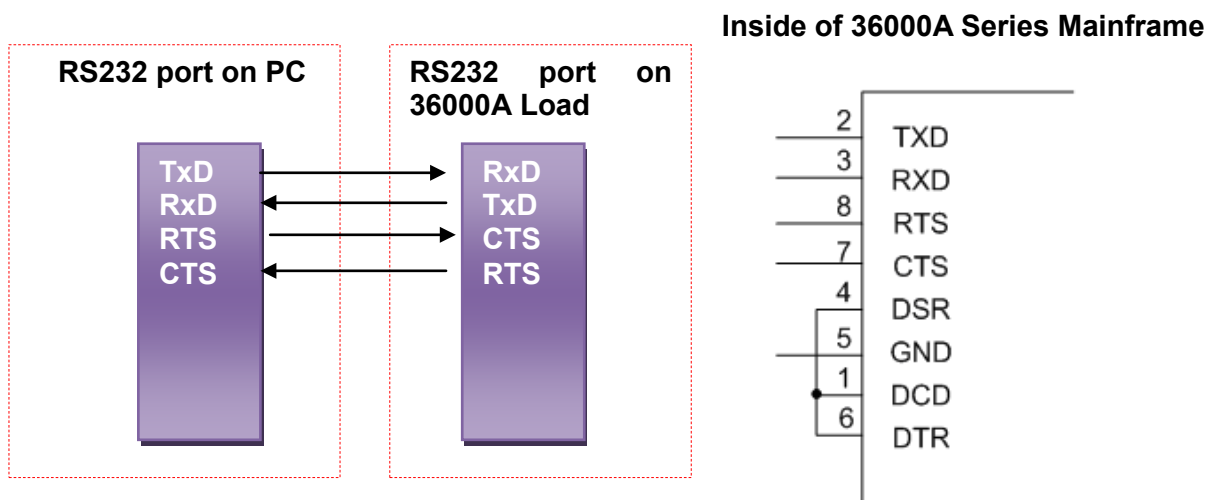 Inside of 36000A Series Mainframe
RS232 port on PC
RS232 port on
36000A Load
TxD
RxD
RTS
CTS
RxD
TxD
CTS
RTS
2 TXD
3 RXD
8 RTS
7 CTS
4 DSR
5 GND
1 DCD
6 DTR